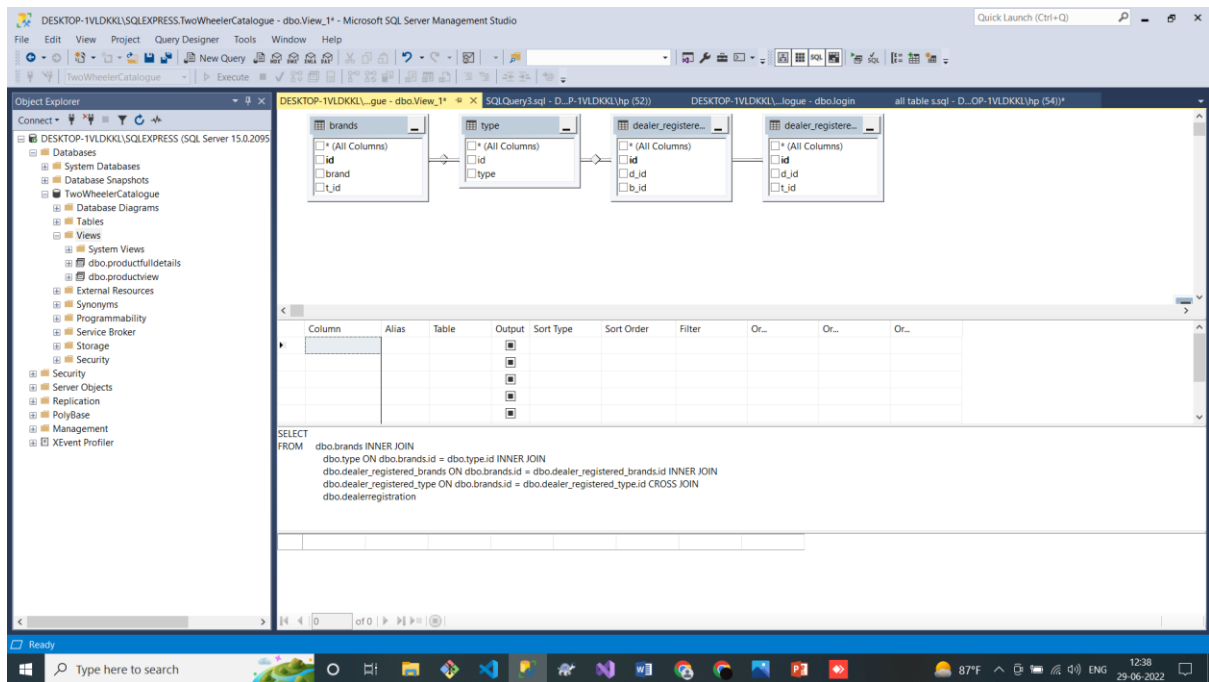 DESKTOP-1VLDKKL\SQLEXPRESS.TwoWheelerCatalogue - dbo.View_1* - Microsoft SQL Server Management Studio
Quick Launch (Ctrl+Q)
File Edit View Project Query Designer Tools Window Help
New Query
TwoWheelerCatalogue
Execute
Object Explorer
DESKTOP-1VLDKKL\...gue - dbo.View_1*
SQLQuery3.sql - D...P-1VLDKKL\hp (52))
DESKTOP-1VLDKKL\...logue - dbo.login
all table s.sql - D...OP-1VLDKKL\hp (54))*
Connect
DESKTOP-1VLDKKL\SQLEXPRESS (SQL Server 15.0.2095
Databases
System Databases
Database Snapshots
TwoWheelerCatalogue
Database Diagrams
Tables
Views
System Views
dbo.productfulldetails
dbo.productview
External Resources
Synonyms
Programmability
Service Broker
Storage
Security
Security
Server Objects
Replication
PolyBase
Management
XEvent Profiler
brands
* (All Columns)
id
brand
t_id
type
* (All Columns)
id
type
dealer_registere...
* (All Columns)
id
d_id
b_id
dealer_registere...
* (All Columns)
id
d_id
t_id
Column Alias Table Output Sort Type Sort Order Filter Or... Or... Or...
SELECT
FROM dbo.brands INNER JOIN
dbo.type ON dbo.brands.id = dbo.type.id INNER JOIN
dbo.dealer_registered_brands ON dbo.brands.id = dbo.dealer_registered_brands.id INNER JOIN
dbo.dealer_registered_type ON dbo.brands.id = dbo.dealer_registered_type.id CROSS JOIN
dbo.dealerregistration
0 of 0
Ready
Type here to search
87°F
ENG
12:38
29-06-2022